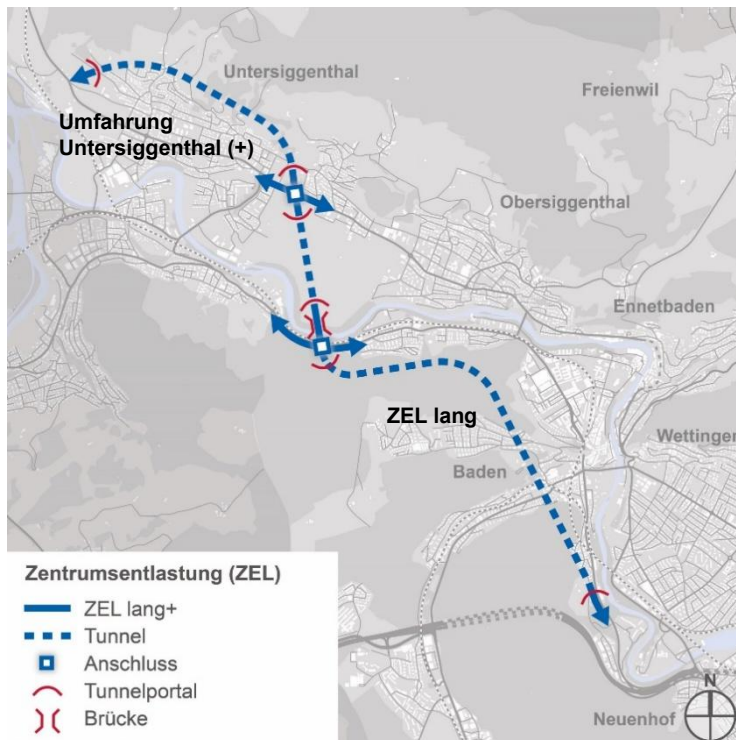 Untersiggenthal
Freienwil
Umfahrung
Untersiggenthal (+)
Obersiggenthal
Ennetbaden
ZEL lang
Wettingen
Baden
Zentrumsentlastung (ZEL)
ZEL lang+
Tunnel
Anschluss
Tunnelportal
Brücke
N
Neuenhof